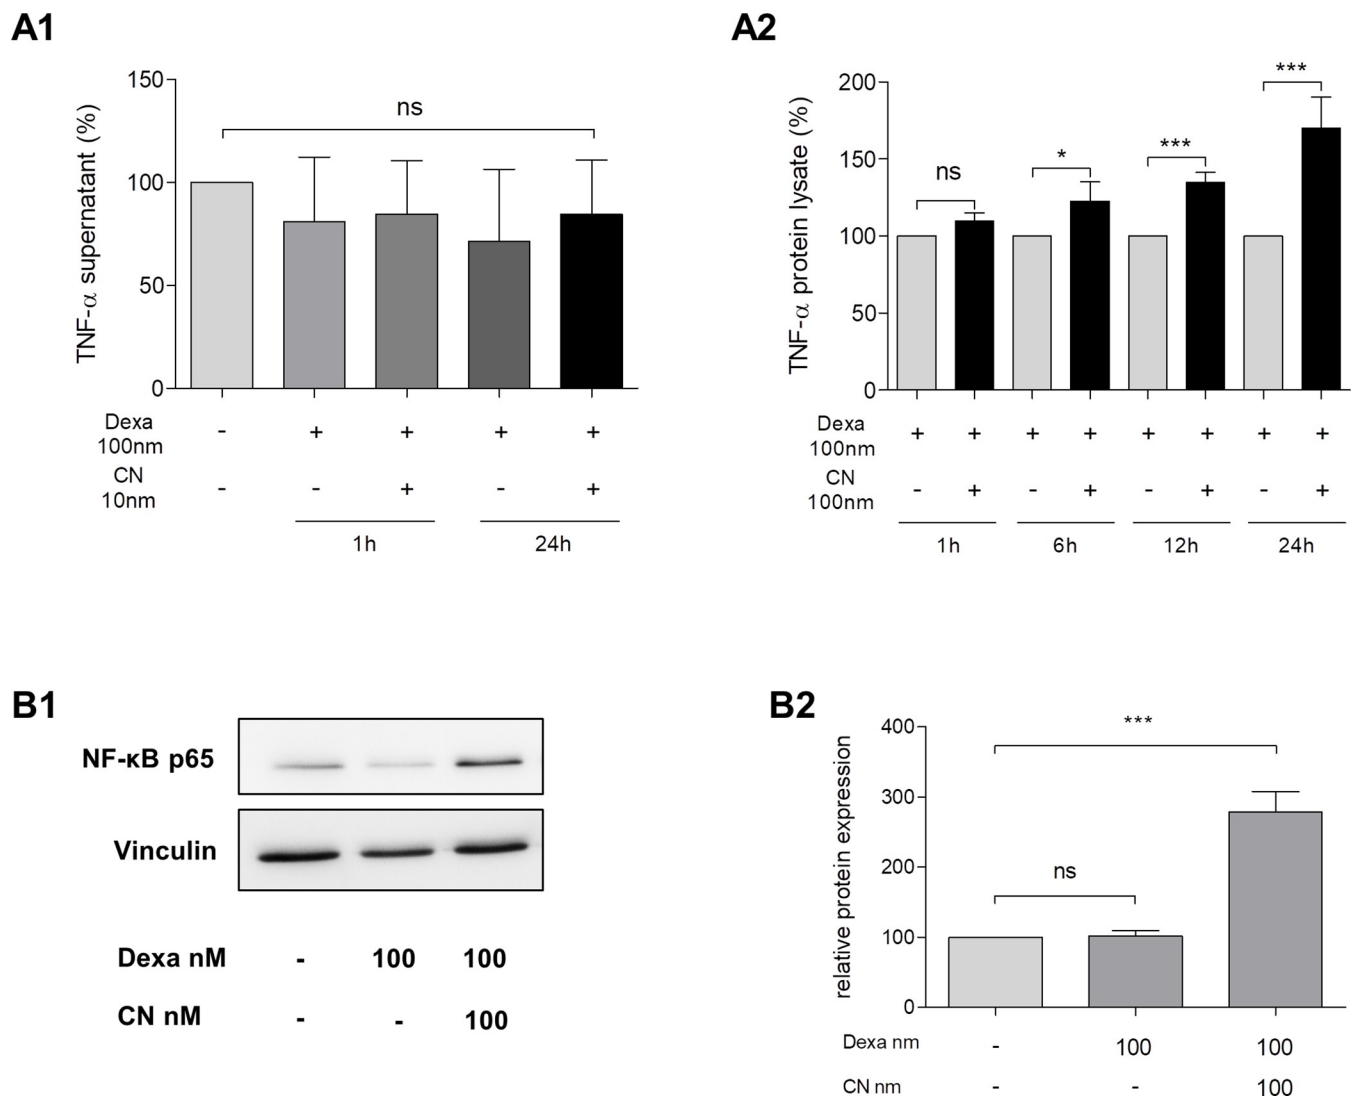 A1
TNF-α supernatant (%)
150
100
50
0
ns
Dexa
100nm
- + + + +
CN
10nm
- - + - +
1h 24h
A2
TNF-α protein lysate (%)
200
150
100
50
0
ns * *** ***
Dexa
100nm
+ + + + + + + +
CN
100nm
- + - + - + - +
1h 6h 12h 24h
B1
NF-κB p65
Vinculin
Dexa nM - 100 100
CN nM - - 100
B2
relative protein expression
400
300
200
100
0
***
ns
Dexa nm - 100 100
CN nm - - 100